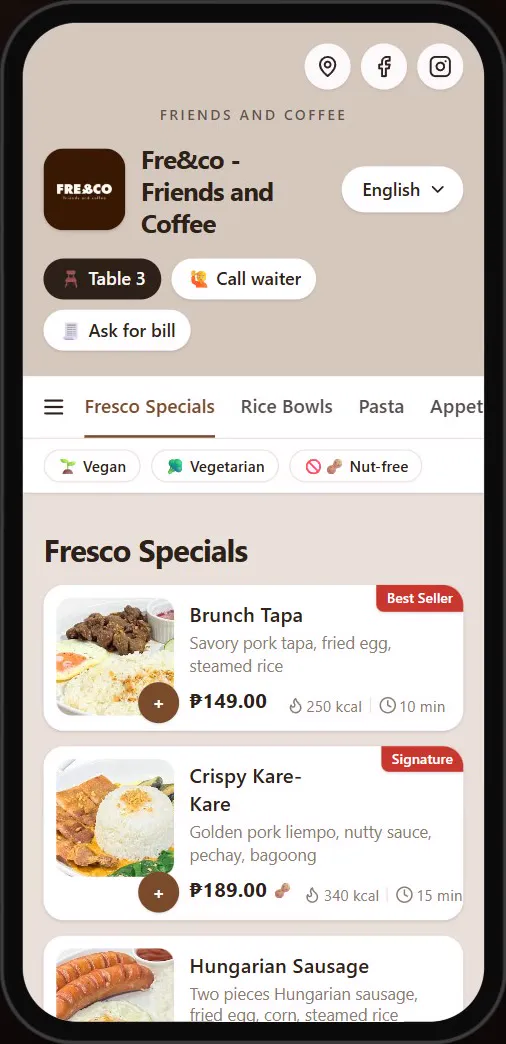 FRIENDS AND COFFEE
FRE&CO
friends and coffee
Fre&co -
Friends and
Coffee
English
Table 3
Call waiter
Ask for bill
Fresco Specials
Rice Bowls
Pasta
Appet
Vegan
Vegetarian
Nut-free
Fresco Specials
Best Seller
Brunch Tapa
Savory pork tapa, fried egg,
steamed rice
+
₱149.00
250 kcal
10 min
Signature
Crispy Kare-
Kare
Golden pork liempo, nutty sauce,
pechay, bagoong
+
₱189.00
340 kcal
15 min
Hungarian Sausage
Two pieces Hungarian sausage,
fried egg, corn, steamed rice